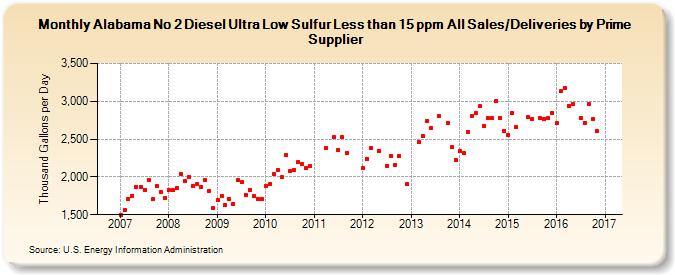 Monthly Alabama No 2 Diesel Ultra Low Sulfur Less than 15 ppm All Sales/Deliveries by Prime
Supplier
Thousand Gallons per Day
3,500
3,000
2,500
2,000
1,500
2007 2008 2009 2010 2011 2012 2013 2014 2015 2016 2017
Source: U.S. Energy Information Administration